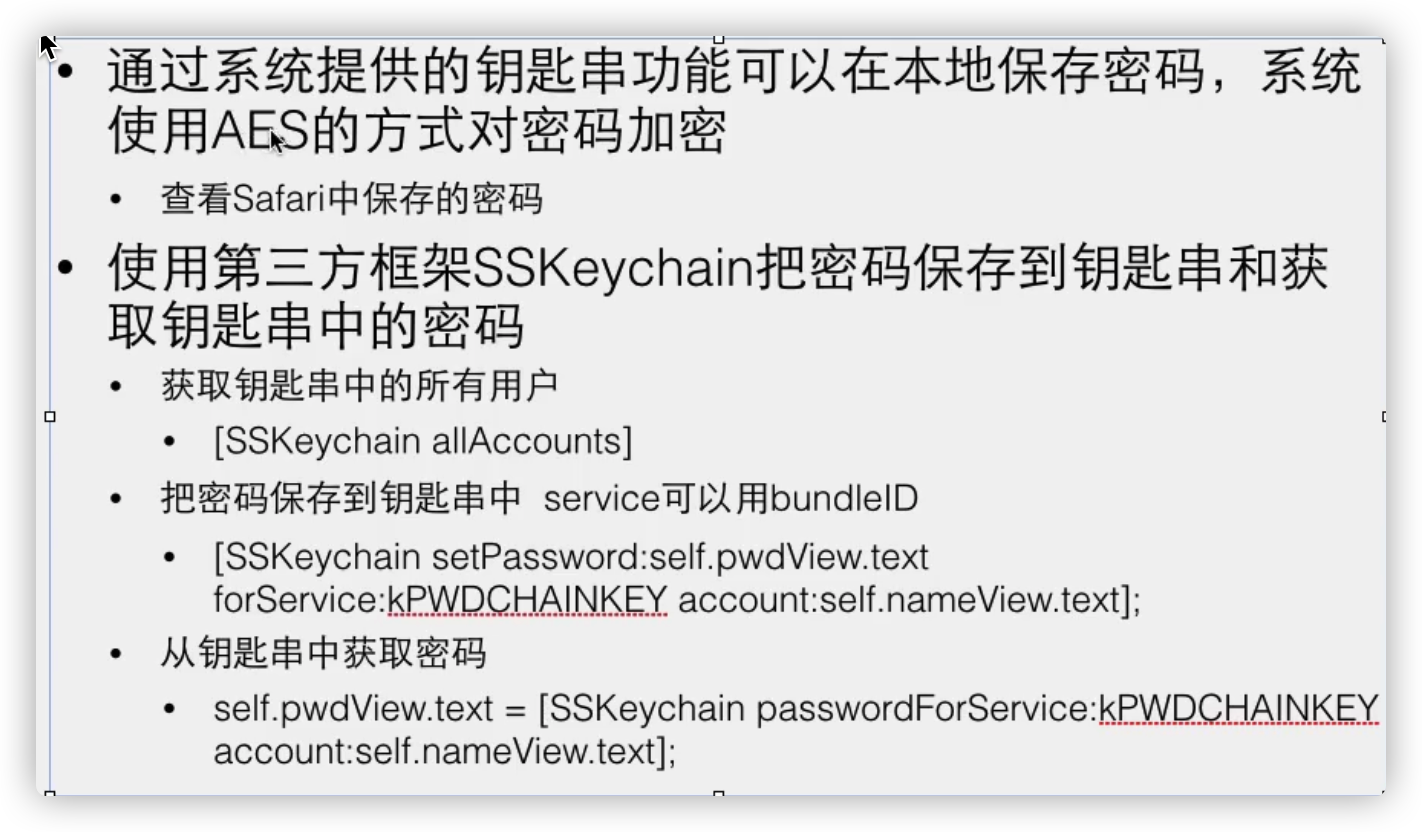 • 通过系统提供的钥匙串功能可以在本地保存密码，系统
使用AES的方式对密码加密
• 查看Safari中保存的密码
• 使用第三方框架SSKeychain把密码保存到钥匙串和获
取钥匙串中的密码
• 获取钥匙串中的所有用户
• [SSKeychain allAccounts]
• 把密码保存到钥匙串中 service可以用bundleID
• [SSKeychain setPassword:self.pwdView.text
forService:kPWDCHAINKEY account:self.nameView.text];
• 从钥匙串中获取密码
• self.pwdView.text = [SSKeychain passwordForService:kPWDCHAINKEY
account:self.nameView.text];